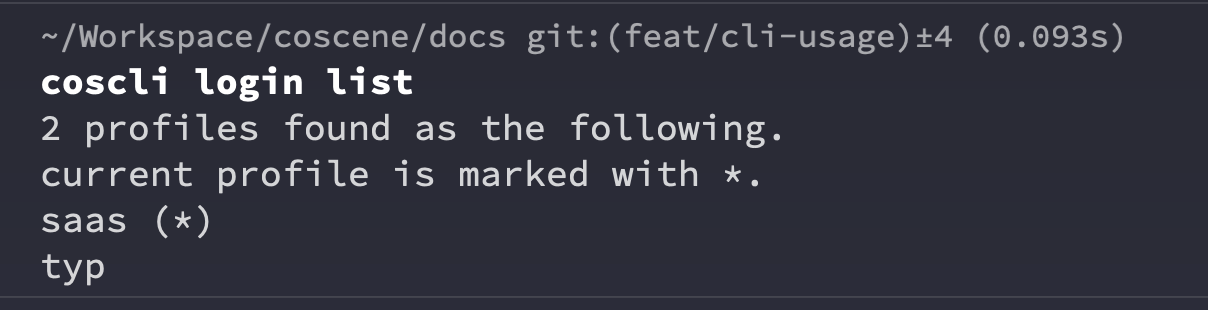 ~/Workspace/coscene/docs git:(feat/cli-usage)±4 (0.093s)
coscli login list
2 profiles found as the following.
current profile is marked with *.
saas (*)
typ